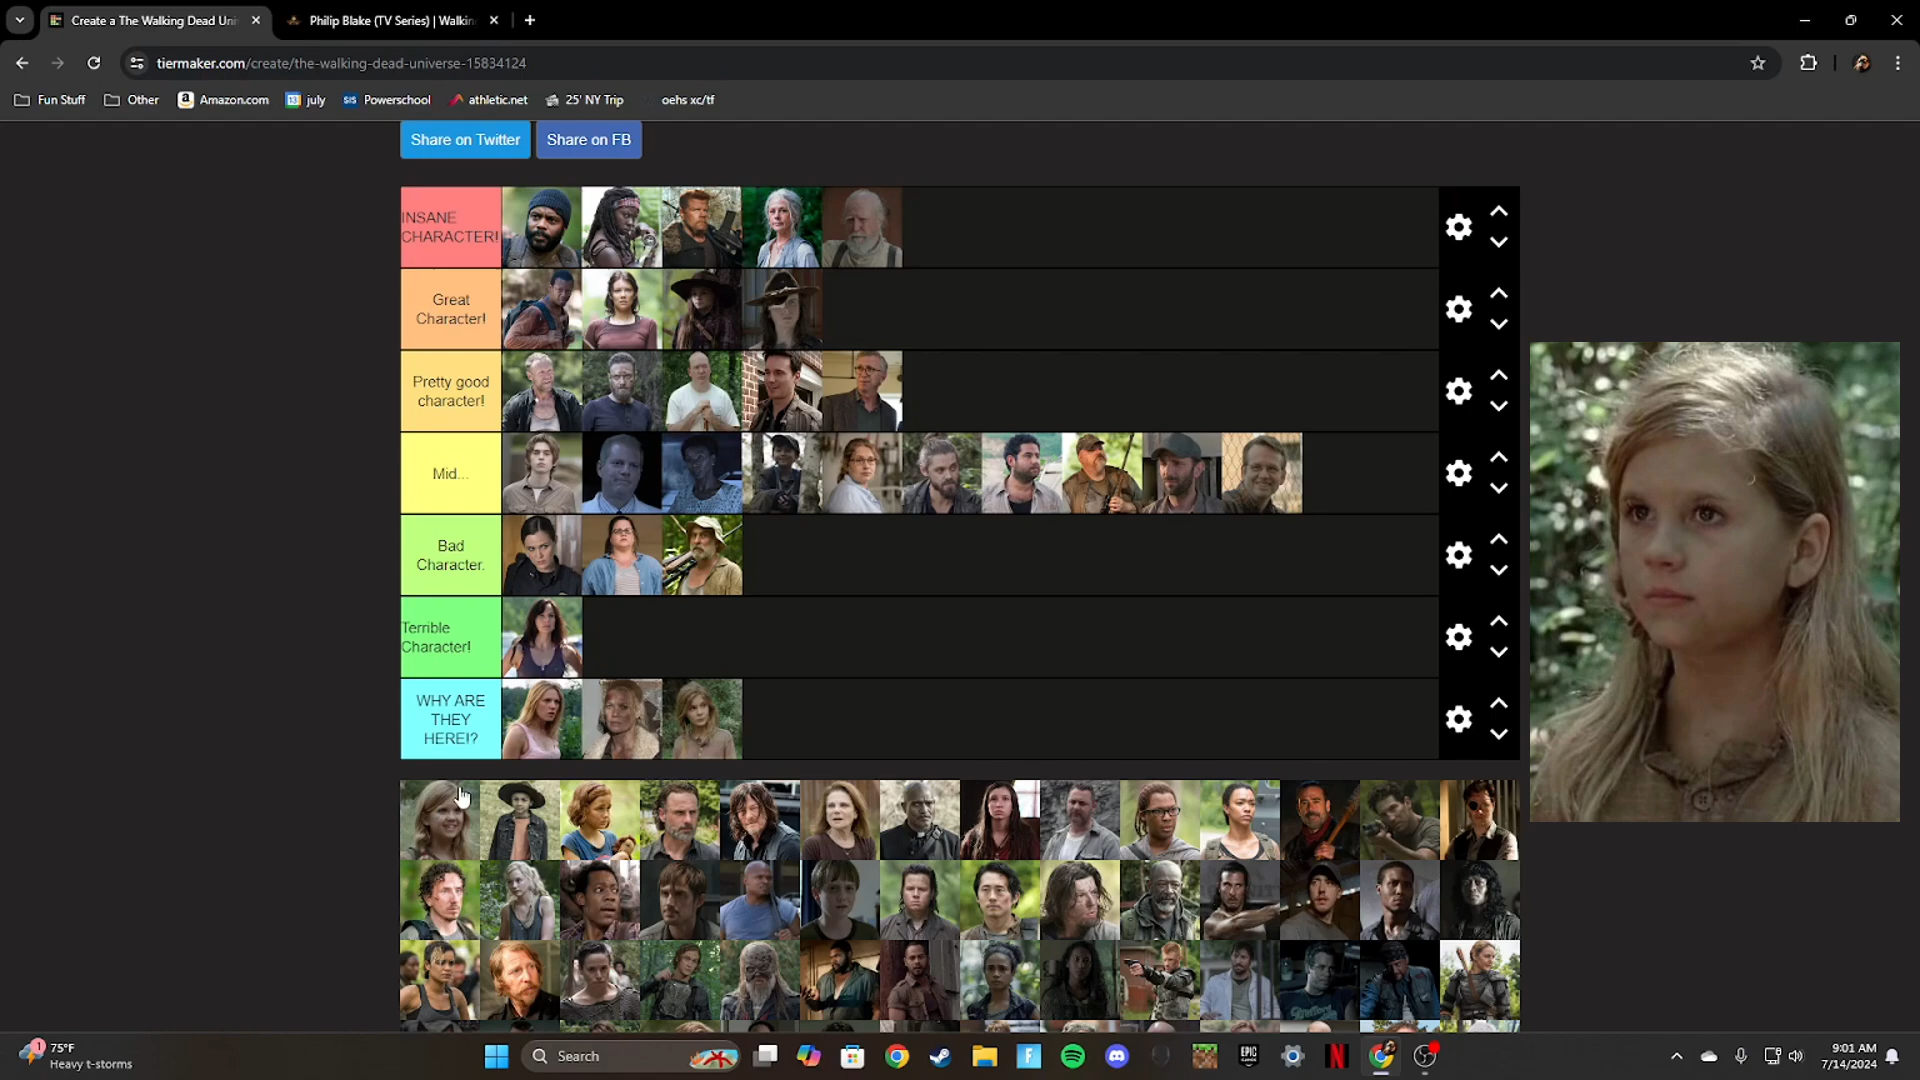 Create a The Walking Dead Uni
Philip Blake (TV Series) | Walkin
tiermaker.com/create/the-walking-dead-universe-15834124
Fun Stuff
Other
Amazon.com
july
Powerschool
athletic.net
25' NY Trip
oehs xc/tf
Share on Twitter
Share on FB
INSANE
CHARACTER!
Great
Character!
Pretty good
character!
Mid...
Bad
Character.
Terrible
Character!
WHY ARE
THEY
HERE!?
75°F
Heavy t-storms
Search
9:01 AM
7/14/2024